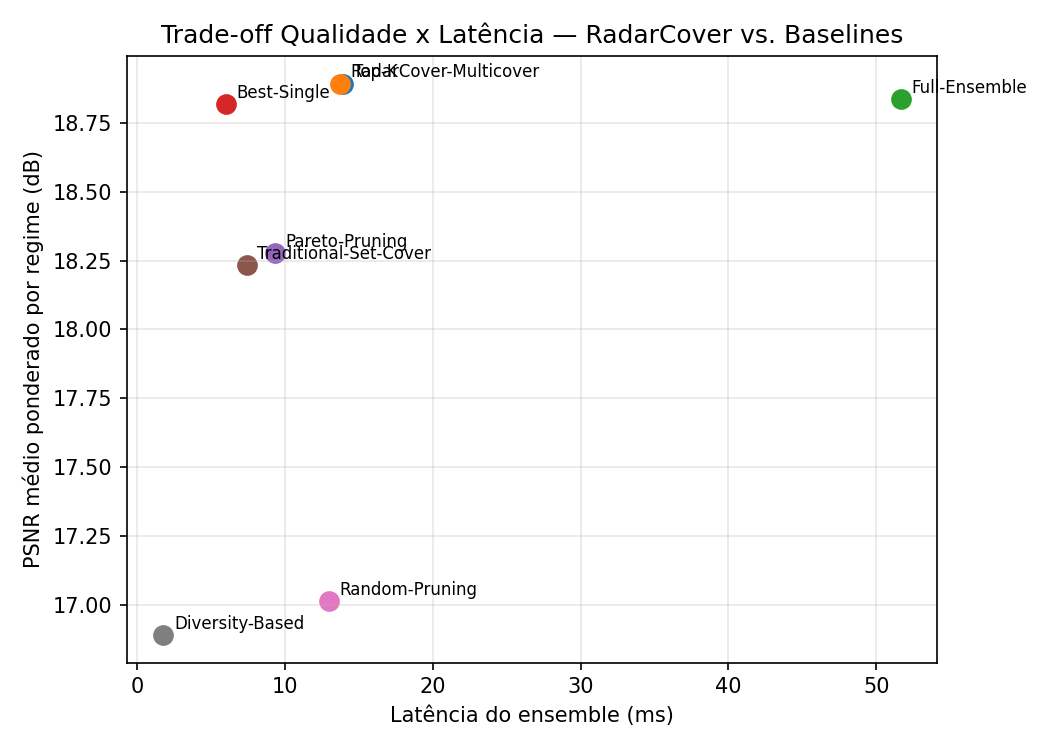 Trade-off Qualidade x Latência — RadarCover vs. Baselines
RadarCover-Multicover
Top-K
Best-Single
Full-Ensemble
Pareto-Pruning
Traditional-Set-Cover
Random-Pruning
Diversity-Based
PSNR médio ponderado por regime (dB)
18.75
18.50
18.25
18.00
17.75
17.50
17.25
17.00
0 10 20 30 40 50
Latência do ensemble (ms)